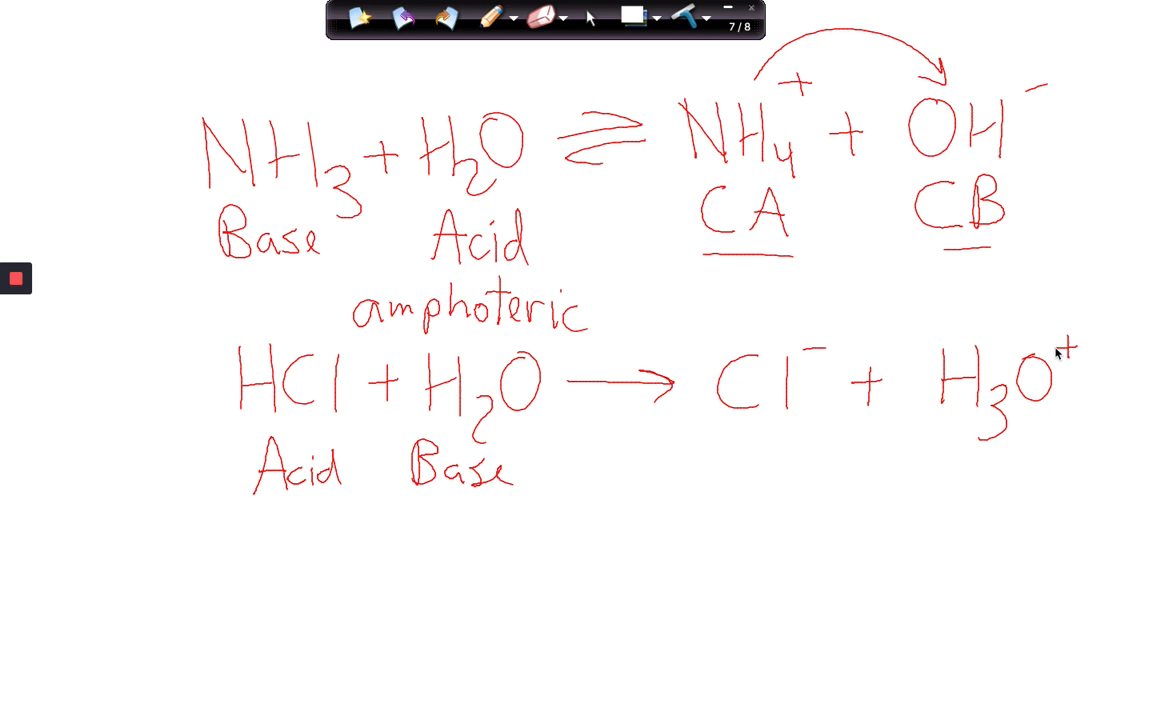 7 / 8
NH₃ + H₂O ⇌ NH₄⁺ + OH⁻
Base Acid CA CB
amphoteric
HCl + H₂O → Cl⁻ + H₃O⁺
Acid Base